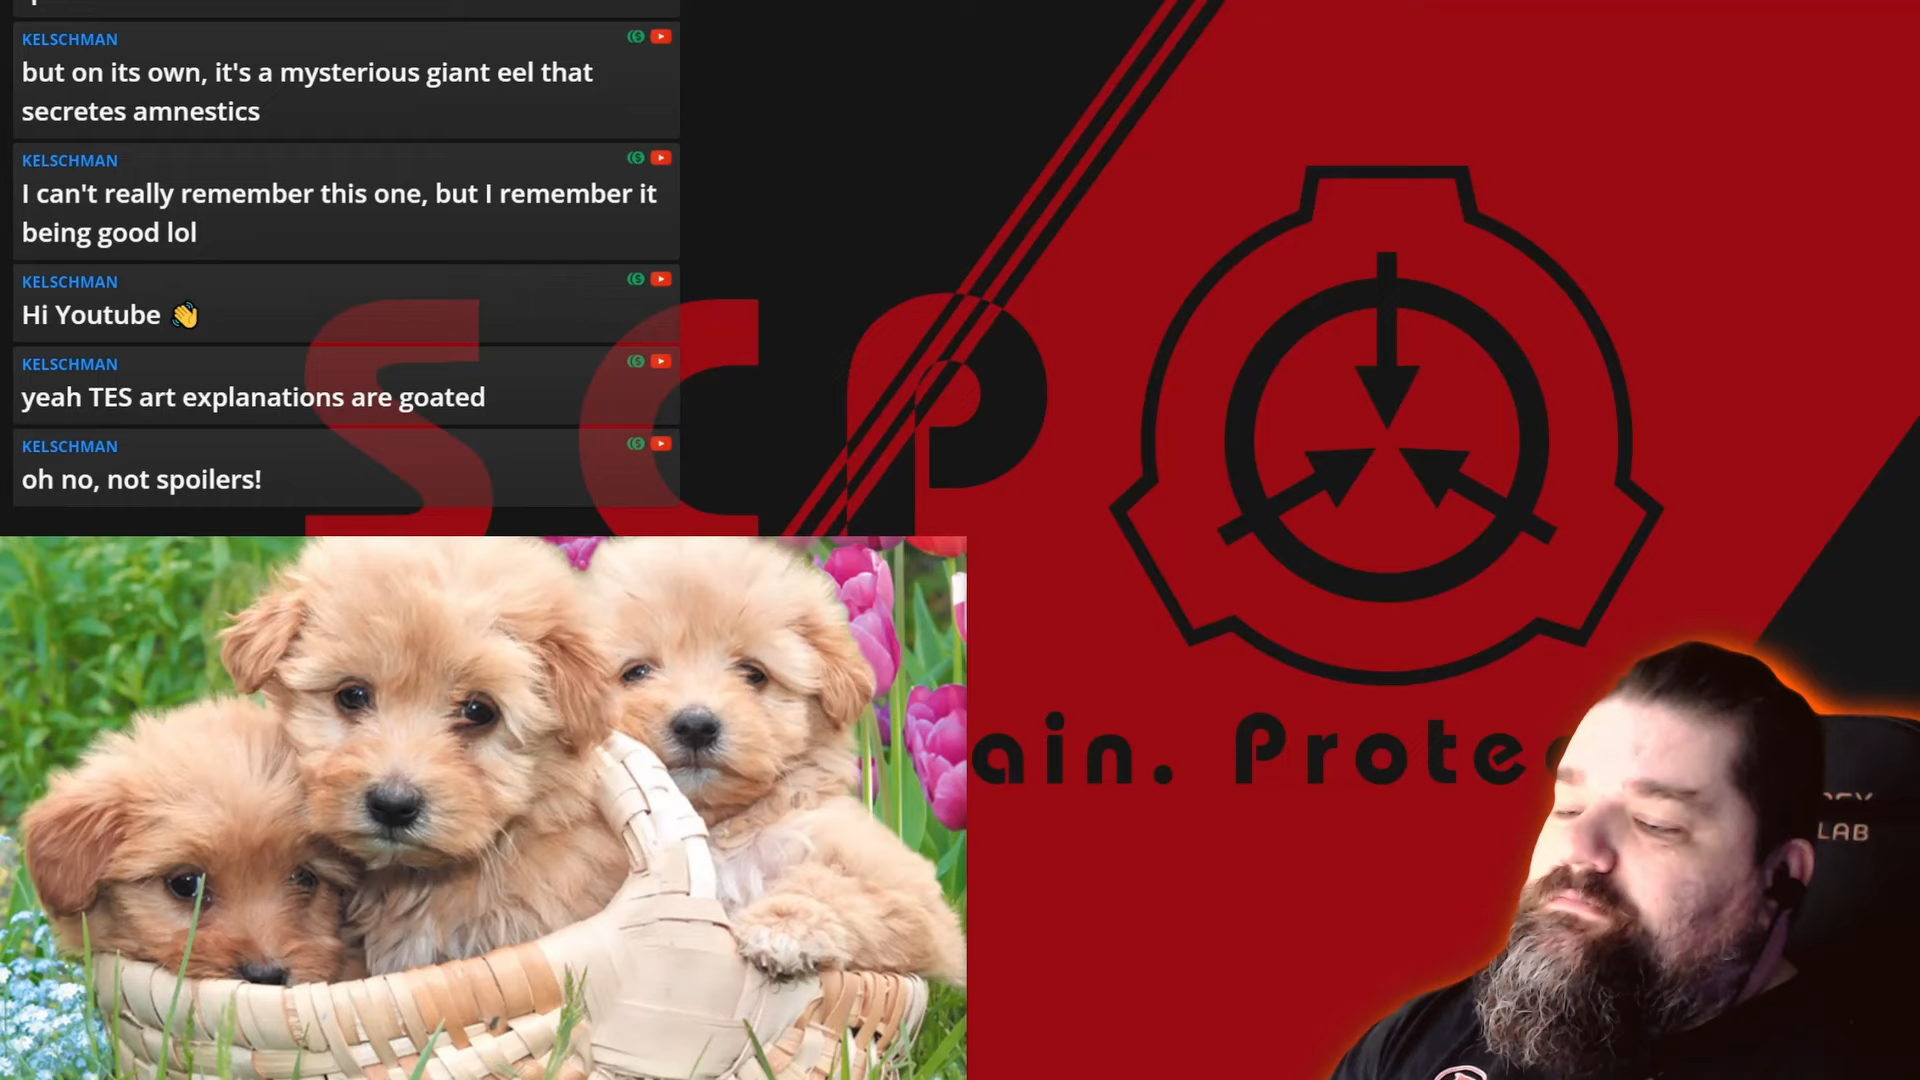 KELSCHMAN
but on its own, it's a mysterious giant eel that
secretes amnestics
KELSCHMAN
I can't really remember this one, but I remember it
being good lol
KELSCHMAN
Hi Youtube 👋
KELSCHMAN
yeah TES art explanations are goated
KELSCHMAN
oh no, not spoilers!
SCP
ain. Protec
LAB